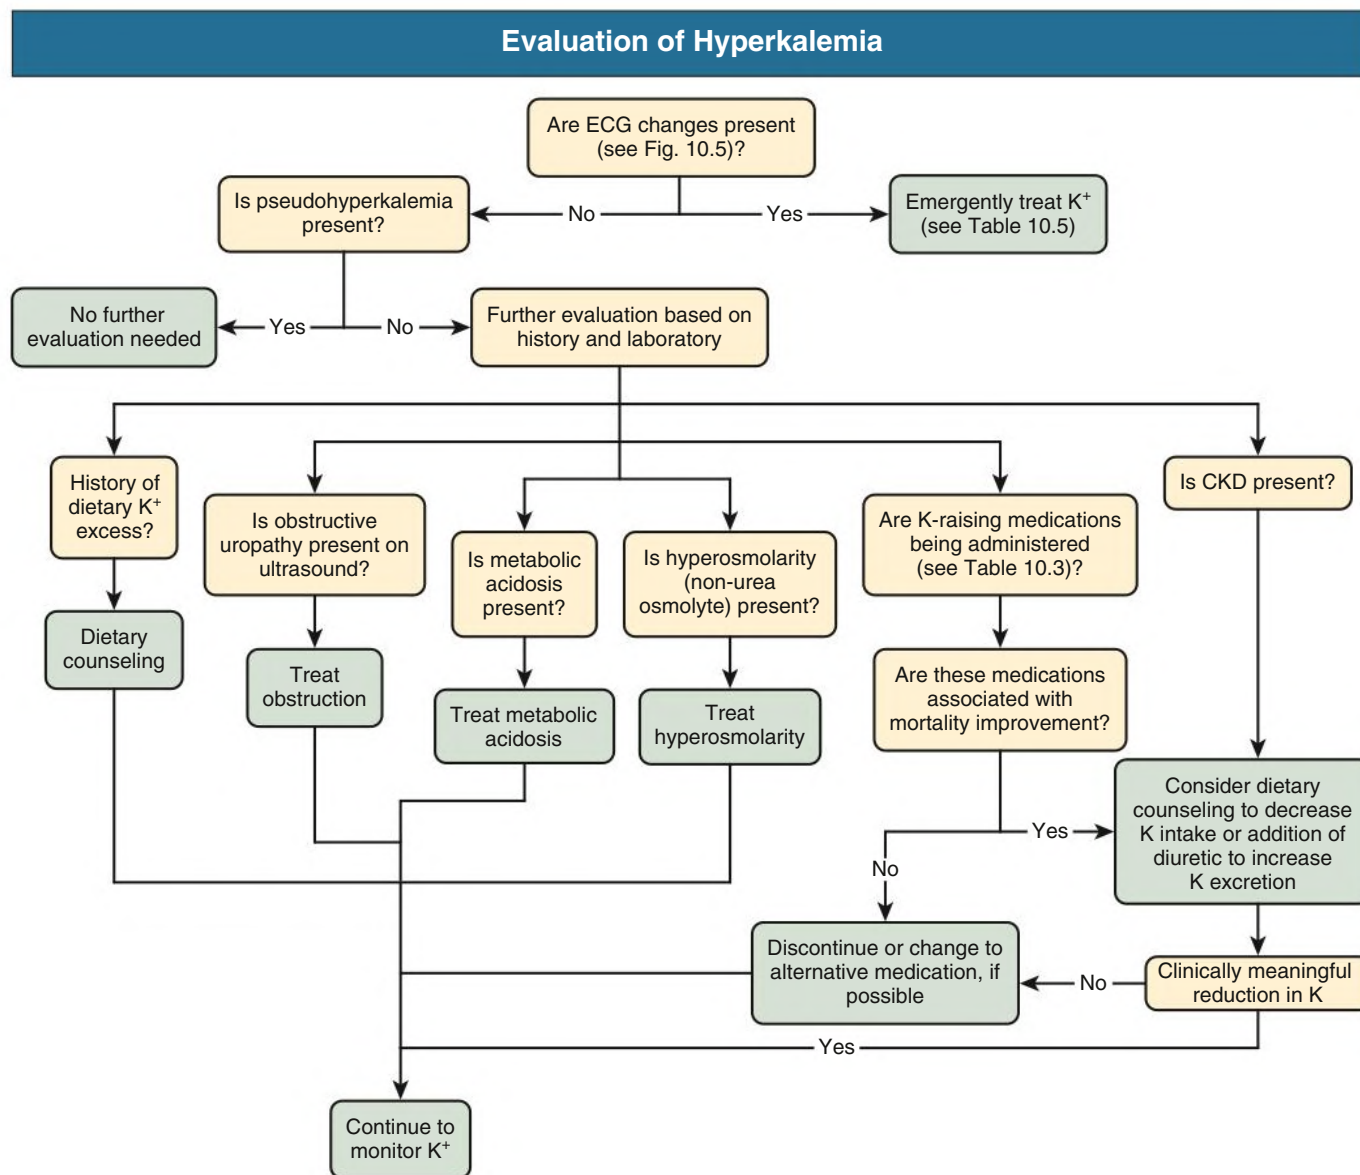 Evaluation of Hyperkalemia
Are ECG changes present
(see Fig. 10.5)?
Is pseudohyperkalemia
present?
No
Yes
Emergently treat K⁺
(see Table 10.5)
No further
evaluation needed
Yes
No
Further evaluation based on
history and laboratory
History of
dietary K⁺
excess?
Is obstructive
uropathy present on
ultrasound?
Is metabolic
acidosis
present?
Is hyperosmolarity
(non-urea
osmolyte) present?
Are K-raising medications
being administered
(see Table 10.3)?
Is CKD present?
Dietary
counseling
Treat
obstruction
Treat metabolic
acidosis
Treat
hyperosmolarity
Are these medications
associated with
mortality improvement?
Yes
No
Consider dietary
counseling to decrease
K intake or addition of
diuretic to increase
K excretion
Discontinue or change to
alternative medication, if
possible
No
Clinically meaningful
reduction in K
Yes
Continue to
monitor K⁺